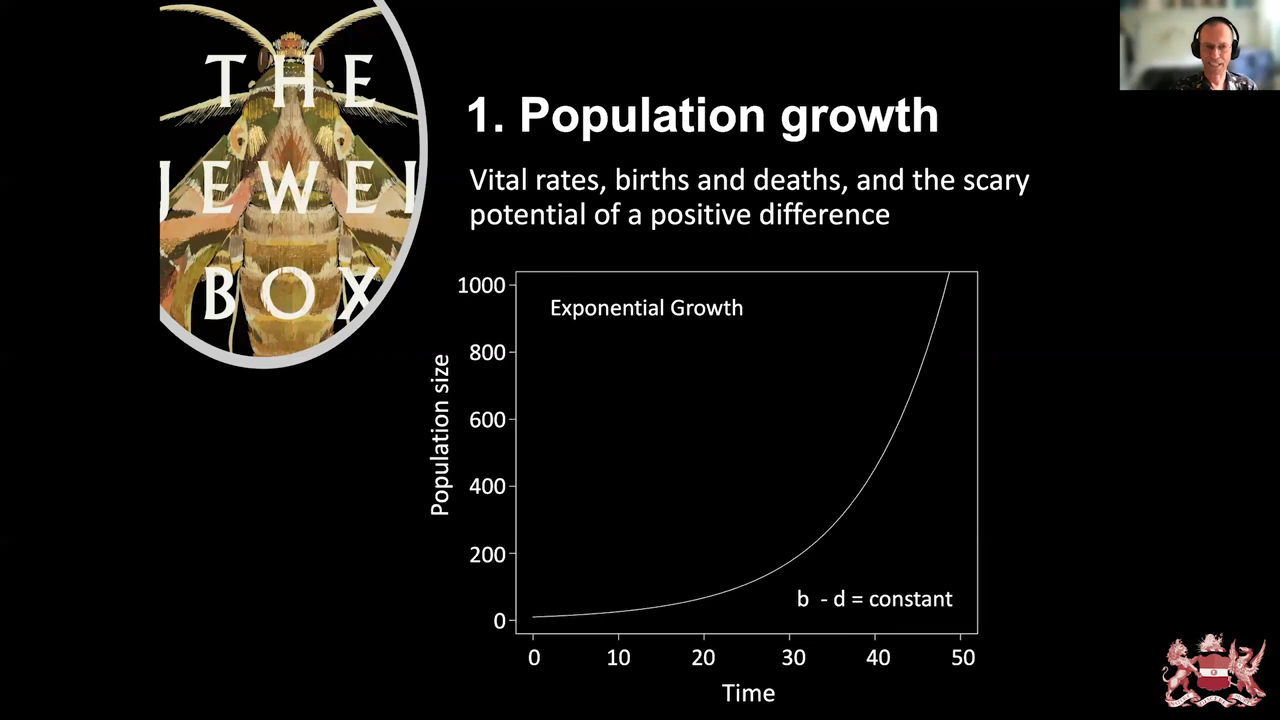 THE
JEWEL
BOX
1. Population growth
Vital rates, births and deaths, and the scary
potential of a positive difference
1000
800
600
400
200
0
Population size
Exponential Growth
b - d = constant
0 10 20 30 40 50
Time